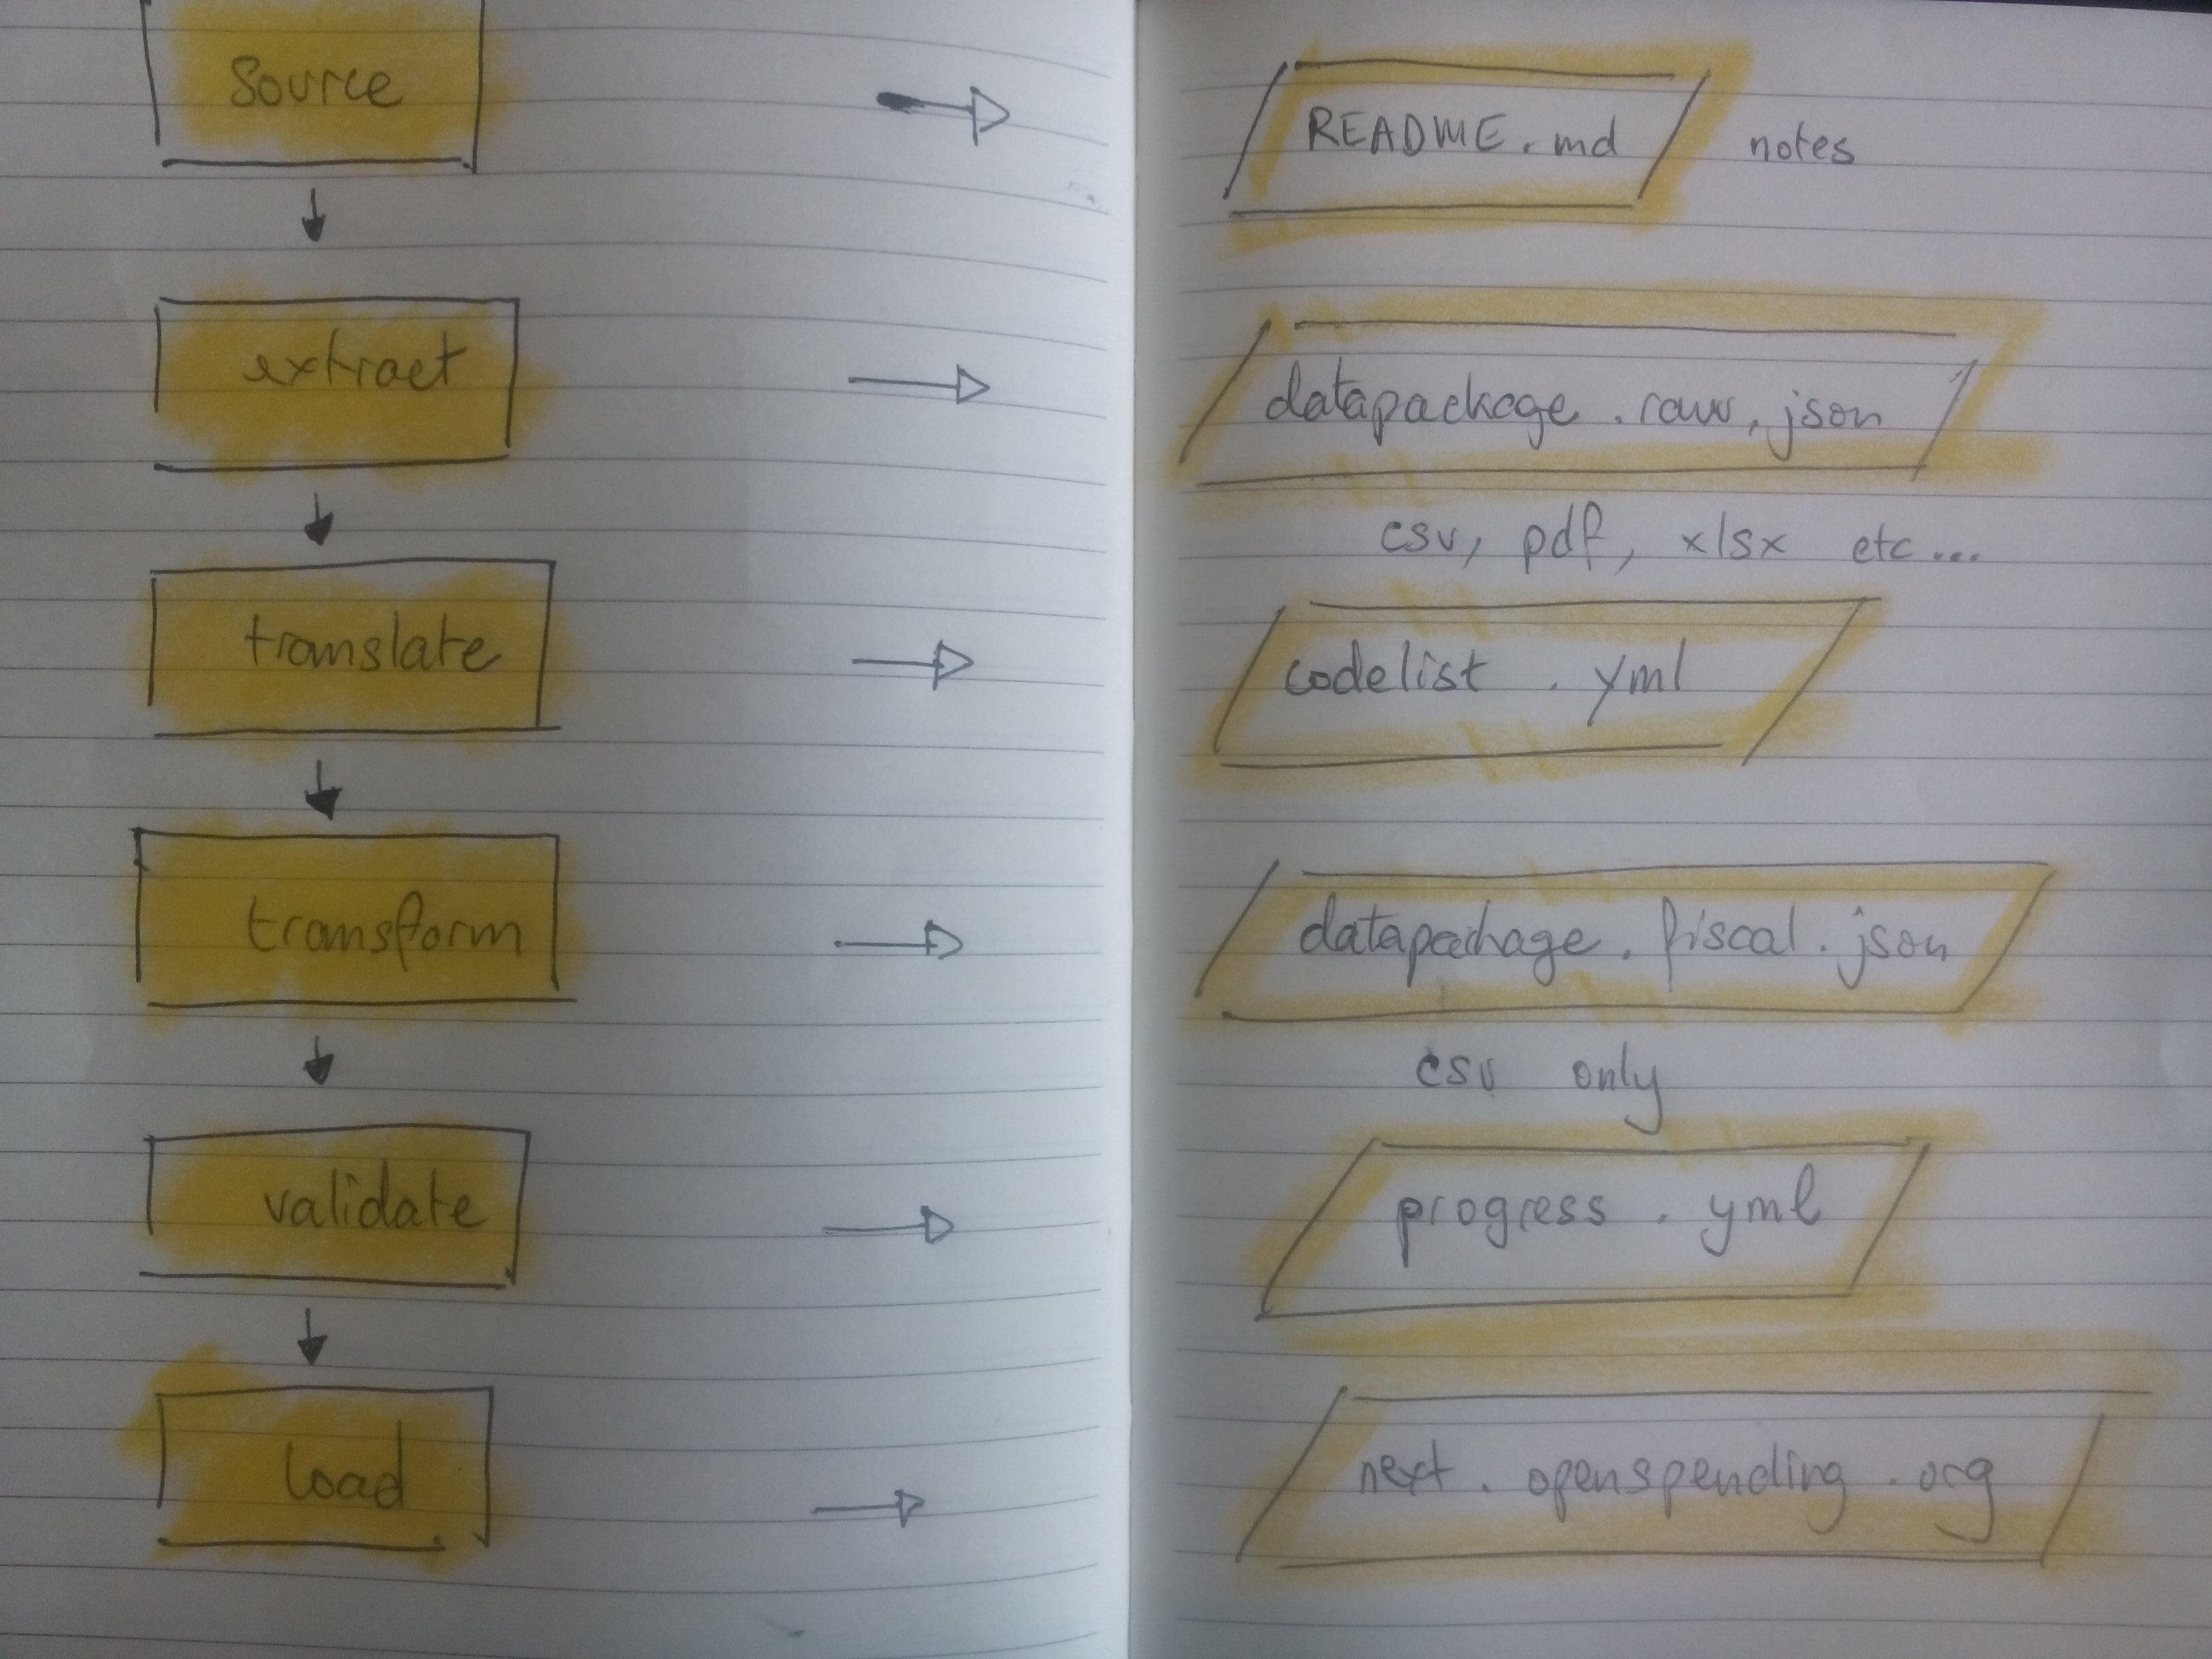 Source
README.md notes
extract
datapackage.raw.json
csv, pdf, xlsx etc...
translate
codelist.yml
transform
datapackage.fiscal.json
csv only
validate
progress.yml
load
next.openspending.org